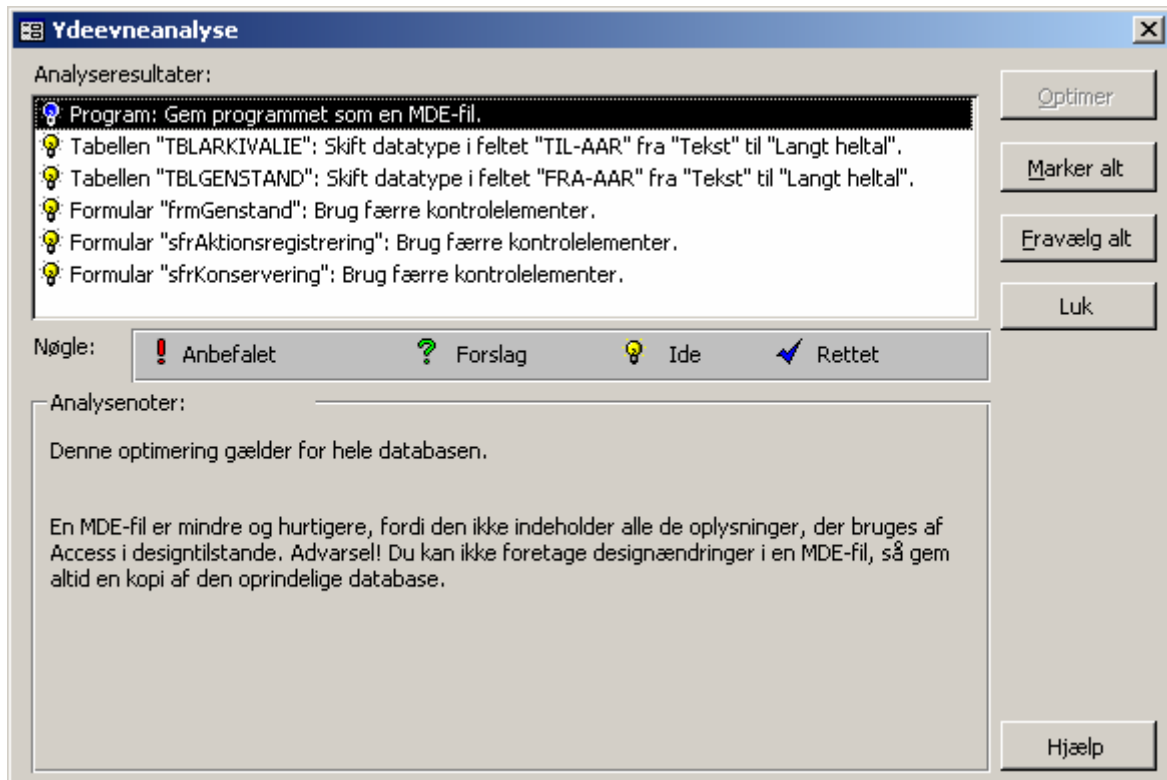 Ydeevneanalyse
Analyseresultater:
Program: Gem programmet som en MDE-fil.
Tabellen "TBLARKIVALIE": Skift datatype i feltet "TIL-AAR" fra "Tekst" til "Langt heltal".
Tabellen "TBLGENSTAND": Skift datatype i feltet "FRA-AAR" fra "Tekst" til "Langt heltal".
Formular "frmGenstand": Brug færre kontrolelementer.
Formular "sfrAktionsregistrering": Brug færre kontrolelementer.
Formular "sfrKonservering": Brug færre kontrolelementer.
Optimer
Marker alt
Fravælg alt
Luk
Nøgle:
Anbefalet
Forslag
Ide
Rettet
Analysenoter:
Denne optimering gælder for hele databasen.
En MDE-fil er mindre og hurtigere, fordi den ikke indeholder alle de oplysninger, der bruges af
Access i designtilstande. Advarsel! Du kan ikke foretage designændringer i en MDE-fil, så gem
altid en kopi af den oprindelige database.
Hjælp